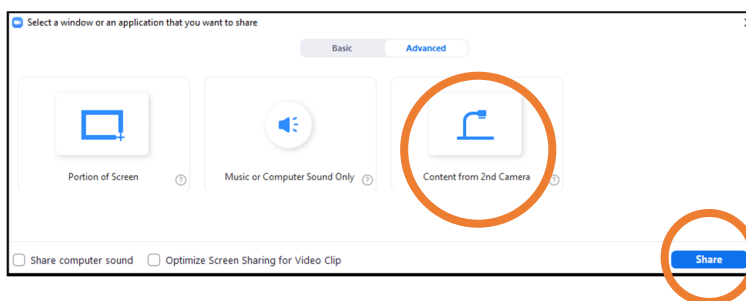 Select a window or an application that you want to share
Basic Advanced
Portion of Screen
Music or Computer Sound Only
Content from 2nd Camera
Share computer sound
Optimize Screen Sharing for Video Clip
Share